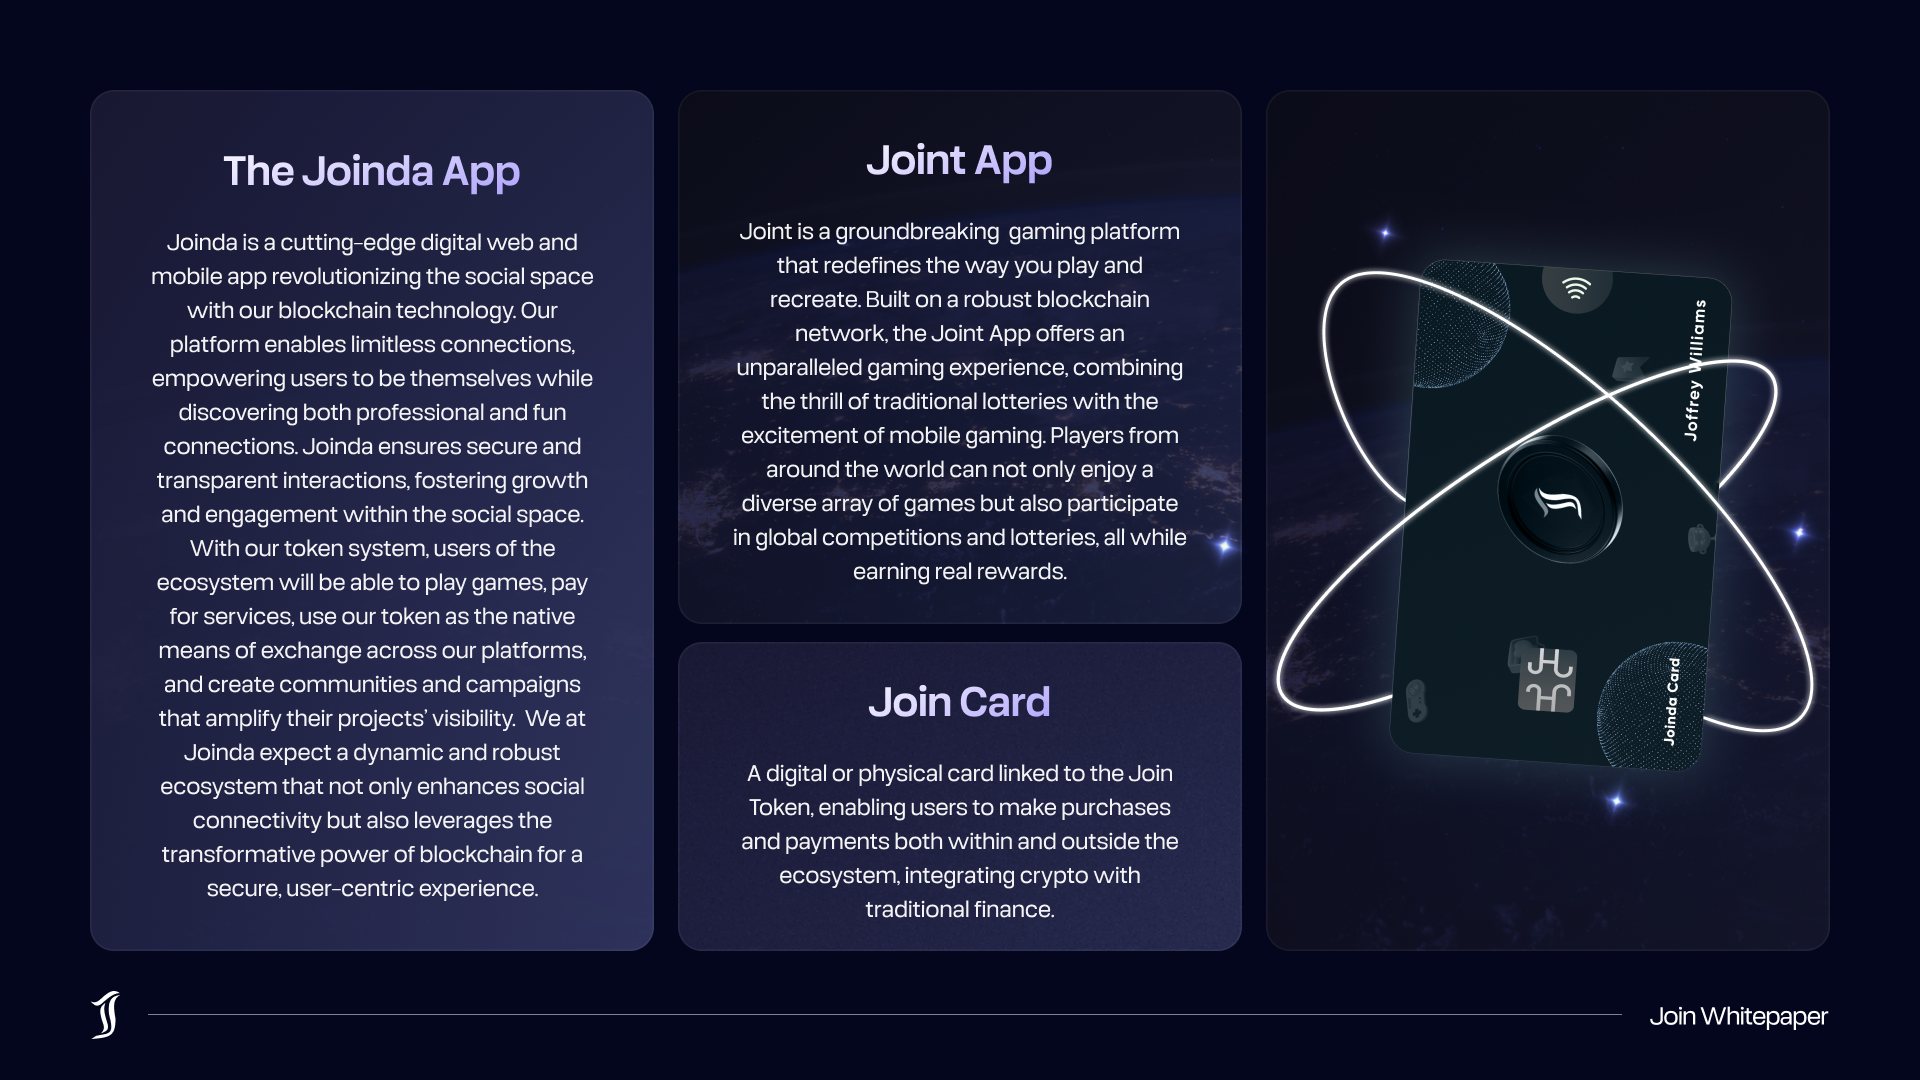 The Joinda App
Joinda is a cutting-edge digital web and
mobile app revolutionizing the social space
with our blockchain technology. Our
platform enables limitless connections,
empowering users to be themselves while
discovering both professional and fun
connections. Joinda ensures secure and
transparent interactions, fostering growth
and engagement within the social space.
With our token system, users of the
ecosystem will be able to play games, pay
for services, use our token as the native
means of exchange across our platforms,
and create communities and campaigns
that amplify their projects’ visibility.  We at
Joinda expect a dynamic and robust
ecosystem that not only enhances social
connectivity but also leverages the
transformative power of blockchain for a
secure, user-centric experience.
Joint App
Joint is a groundbreaking  gaming platform
that redefines the way you play and
recreate. Built on a robust blockchain
network, the Joint App offers an
unparalleled gaming experience, combining
the thrill of traditional lotteries with the
excitement of mobile gaming. Players from
around the world can not only enjoy a
diverse array of games but also participate
in global competitions and lotteries, all while
earning real rewards.
Join Card
A digital or physical card linked to the Join
Token, enabling users to make purchases
and payments both within and outside the
ecosystem, integrating crypto with
traditional finance.
Joffrey Williams
Joinda Card
Join Whitepaper